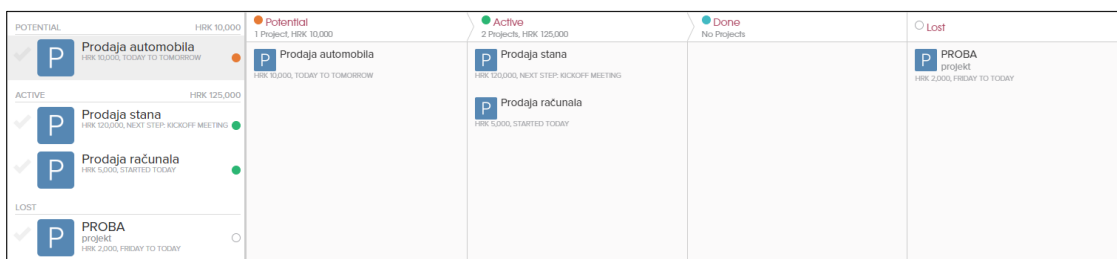 POTENTIAL HRK 10,000
P
Prodaja automobila
HRK 10,000, TODAY TO TOMORROW
ACTIVE HRK 125,000
P
Prodaja stana
HRK 120,000, NEXT STEP: KICKOFF MEETING
P
Prodaja računala
HRK 5,000, STARTED TODAY
LOST
P
PROBA
projekt
HRK 2,000, FRIDAY TO TODAY
Potential
1 Project, HRK 10,000
P
Prodaja automobila
HRK 10,000, TODAY TO TOMORROW
Active
2 Projects, HRK 125,000
P
Prodaja stana
HRK 120,000, NEXT STEP: KICKOFF MEETING
P
Prodaja računala
HRK 5,000, STARTED TODAY
Done
No Projects
Lost
P
PROBA
projekt
HRK 2,000, FRIDAY TO TODAY